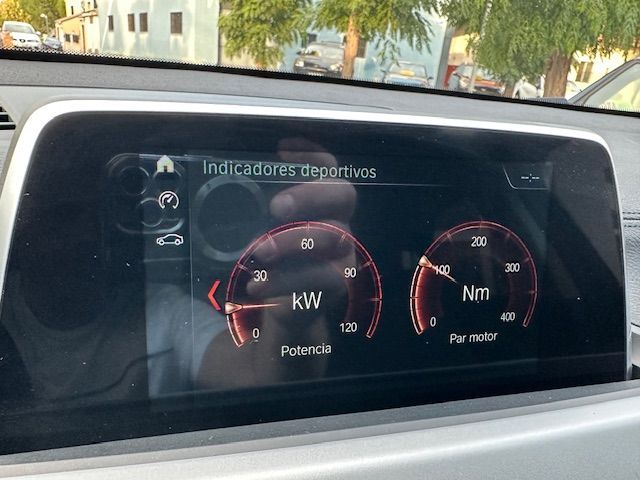 Indicadores deportivos
--:--
0
30
60
90
120
kW
Potencia
0
100
200
300
400
Nm
Par motor